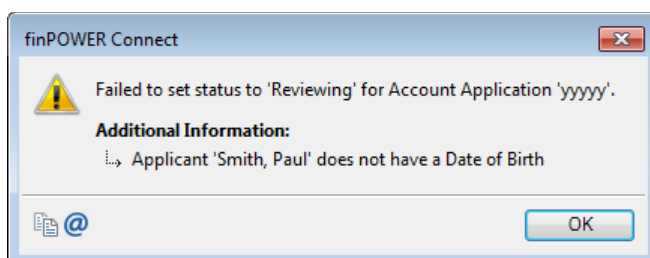 finPOWER Connect
Failed to set status to 'Reviewing' for Account Application 'yyyyy'.
Additional Information:
Applicant 'Smith, Paul' does not have a Date of Birth
@
OK